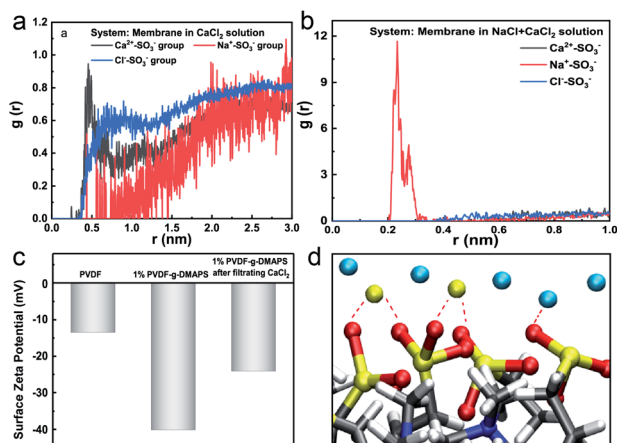 a
a
System: Membrane in CaCl₂ solution
Ca²⁺-SO₃⁻ group
Na⁺-SO₃⁻ group
Cl⁻-SO₃⁻ group
g (r)
1.4
1.2
1.0
0.8
0.6
0.4
0.2
0.0
0.0 0.5 1.0 1.5 2.0 2.5 3.0
r (nm)
b
System: Membrane in NaCl+CaCl₂ solution
Ca²⁺-SO₃⁻
Na⁺-SO₃⁻
Cl⁻-SO₃⁻
g (r)
12
9
6
3
0
0.0 0.2 0.4 0.6 0.8 1.0
r (nm)
c
PVDF
1% PVDF-g-DMAPS
1% PVDF-g-DMAPS
after filtrating CaCl₂
Surface Zeta Potential (mV)
0
-10
-20
-30
-40
d